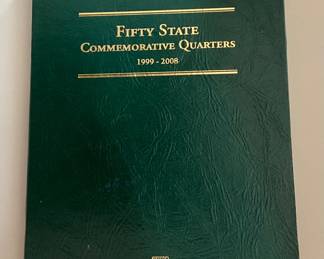 Fifty State
Commemorative Quarters
1999 - 2008